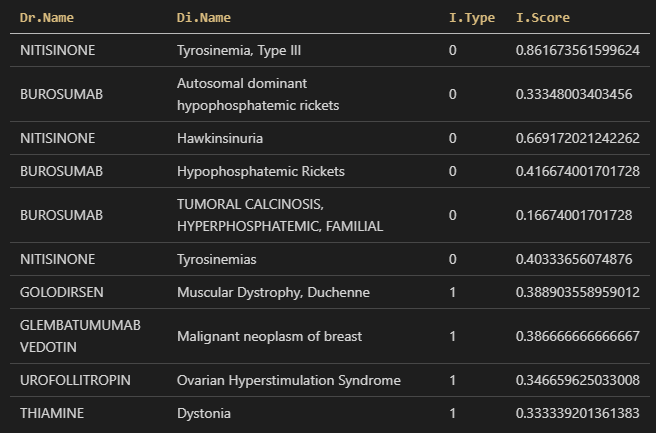 Dr.Name Di.Name I.Type I.Score
NITISINONE Tyrosinemia, Type III 0 0.861673561599624
BUROSUMAB Autosomal dominant hypophosphatemic rickets 0 0.33348003403456
NITISINONE Hawkinsinuria 0 0.669172021242262
BUROSUMAB Hypophosphatemic Rickets 0 0.416674001701728
BUROSUMAB TUMORAL CALCINOSIS, HYPERPHOSPHATEMIC, FAMILIAL 0 0.16674001701728
NITISINONE Tyrosinemias 0 0.40333656074876
GOLODIRSEN Muscular Dystrophy, Duchenne 1 0.388903558959012
GLEMBATUMUMAB VEDOTIN Malignant neoplasm of breast 1 0.386666666666667
UROFOLLITROPIN Ovarian Hyperstimulation Syndrome 1 0.346659625033008
THIAMINE Dystonia 1 0.333339201361383